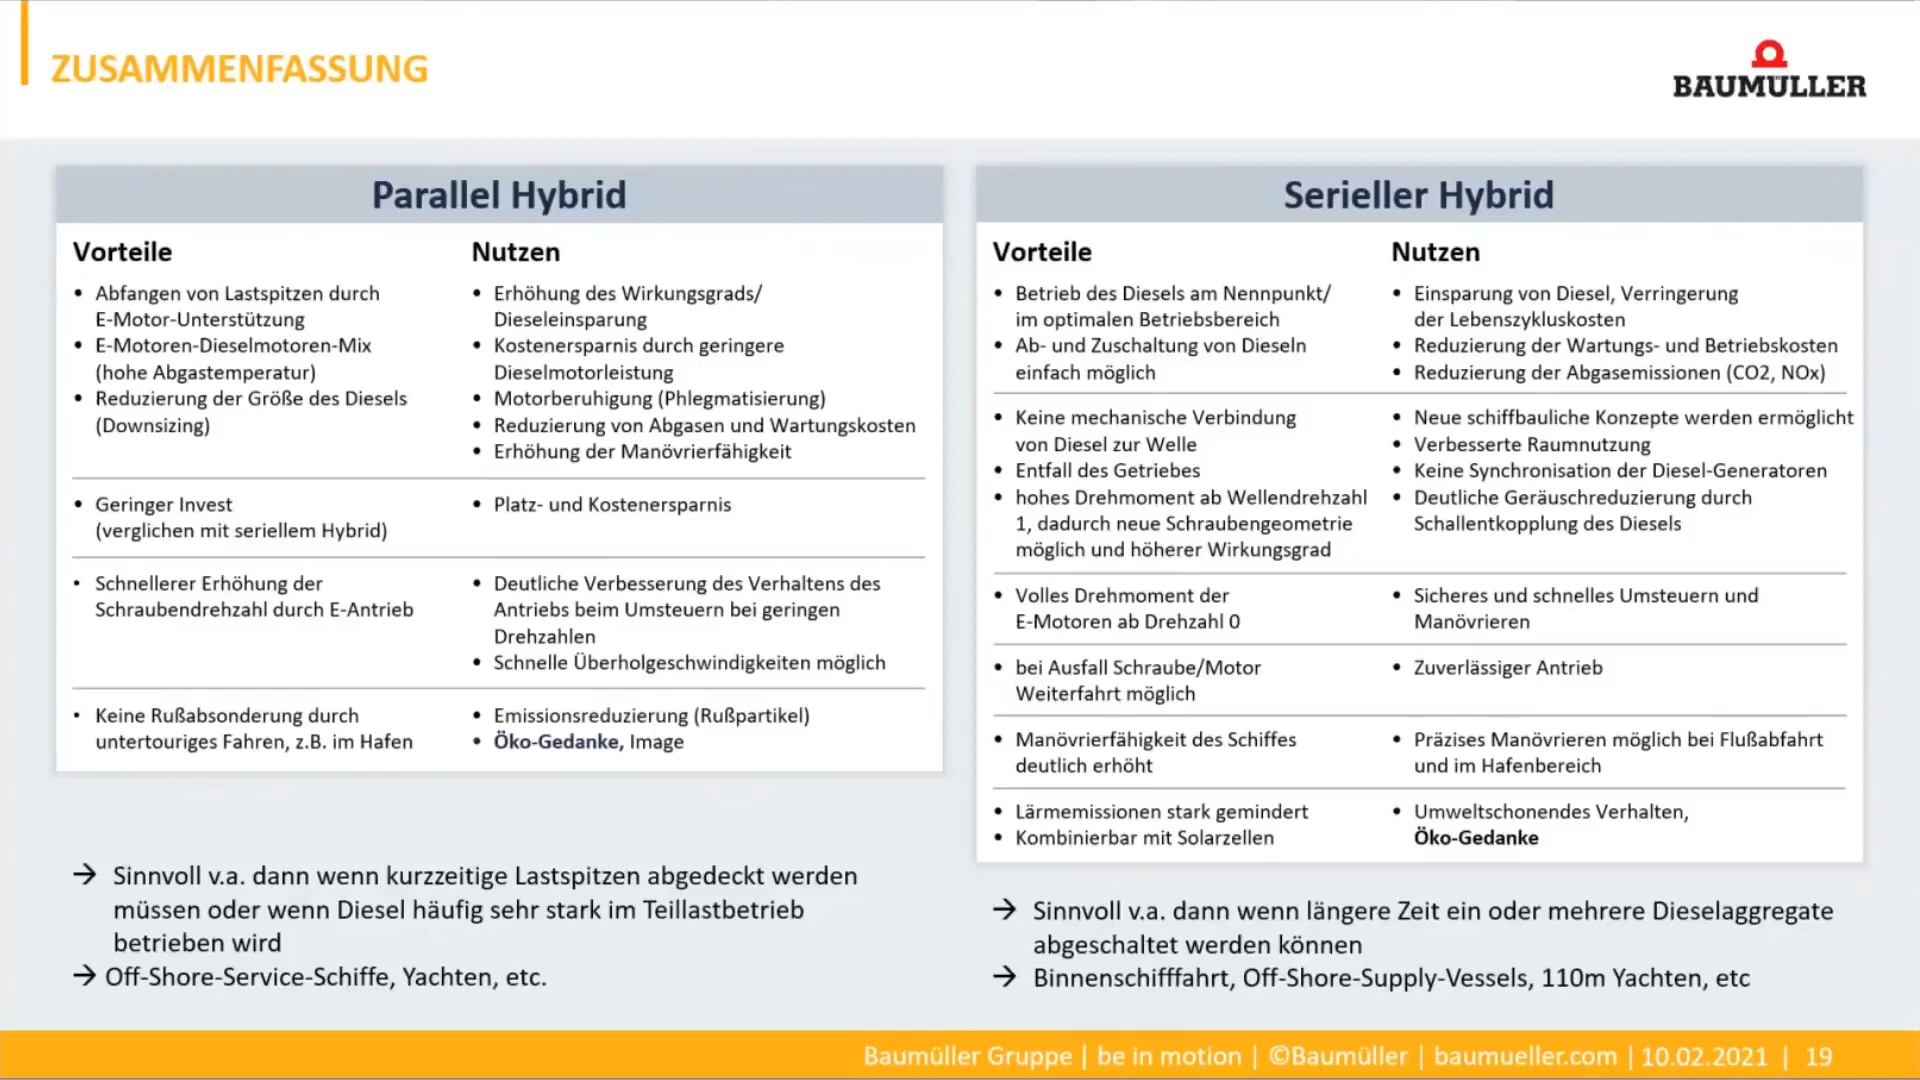 ZUSAMMENFASSUNG
BAUMÜLLER
Parallel Hybrid
Vorteile
• Abfangen von Lastspitzen durch
E-Motor-Unterstützung
• E-Motoren-Dieselmotoren-Mix
(hohe Abgastemperatur)
• Reduzierung der Größe des Diesels
(Downsizing)
Nutzen
• Erhöhung des Wirkungsgrads/
Dieseleinsparung
• Kostenersparnis durch geringere
Dieselmotorleistung
• Motorberuhigung (Phlegmatisierung)
• Reduzierung von Abgasen und Wartungskosten
• Erhöhung der Manövrierfähigkeit
• Geringer Invest
(verglichen mit seriellem Hybrid)
• Platz- und Kostenersparnis
• Schnellerer Erhöhung der
Schraubendrehzahl durch E-Antrieb
• Deutliche Verbesserung des Verhaltens des
Antriebs beim Umsteuern bei geringen
Drehzahlen
• Schnelle Überholgeschwindigkeiten möglich
• Keine Rußabsonderung durch
untertouriges Fahren, z.B. im Hafen
• Emissionsreduzierung (Rußpartikel)
• Öko-Gedanke, Image
→ Sinnvoll v.a. dann wenn kurzzeitige Lastspitzen abgedeckt werden
müssen oder wenn Diesel häufig sehr stark im Teillastbetrieb
betrieben wird
→ Off-Shore-Service-Schiffe, Yachten, etc.
Serieller Hybrid
Vorteile
• Betrieb des Diesels am Nennpunkt/
im optimalen Betriebsbereich
• Ab- und Zuschaltung von Dieseln
einfach möglich
Nutzen
• Einsparung von Diesel, Verringerung
der Lebenszykluskosten
• Reduzierung der Wartungs- und Betriebskosten
• Reduzierung der Abgasemissionen (CO2, NOx)
• Keine mechanische Verbindung
von Diesel zur Welle
• Entfall des Getriebes
• hohes Drehmoment ab Wellendrehzahl
1, dadurch neue Schraubengeometrie
möglich und höherer Wirkungsgrad
• Neue schiffbauliche Konzepte werden ermöglicht
• Verbesserte Raumnutzung
• Keine Synchronisation der Diesel-Generatoren
• Deutliche Geräuschreduzierung durch
Schallentkopplung des Diesels
• Volles Drehmoment der
E-Motoren ab Drehzahl 0
• Sicheres und schnelles Umsteuern und
Manövrieren
• bei Ausfall Schraube/Motor
Weiterfahrt möglich
• Zuverlässiger Antrieb
• Manövrierfähigkeit des Schiffes
deutlich erhöht
• Präzises Manövrieren möglich bei Flußabfahrt
und im Hafenbereich
• Lärmemissionen stark gemindert
• Kombinierbar mit Solarzellen
• Umweltschonendes Verhalten,
Öko-Gedanke
→ Sinnvoll v.a. dann wenn längere Zeit ein oder mehrere Dieselaggregate
abgeschaltet werden können
→ Binnenschifffahrt, Off-Shore-Supply-Vessels, 110m Yachten, etc
Baumüller Gruppe | be in motion | ©Baumüller | baumueller.com | 10.02.2021 | 19